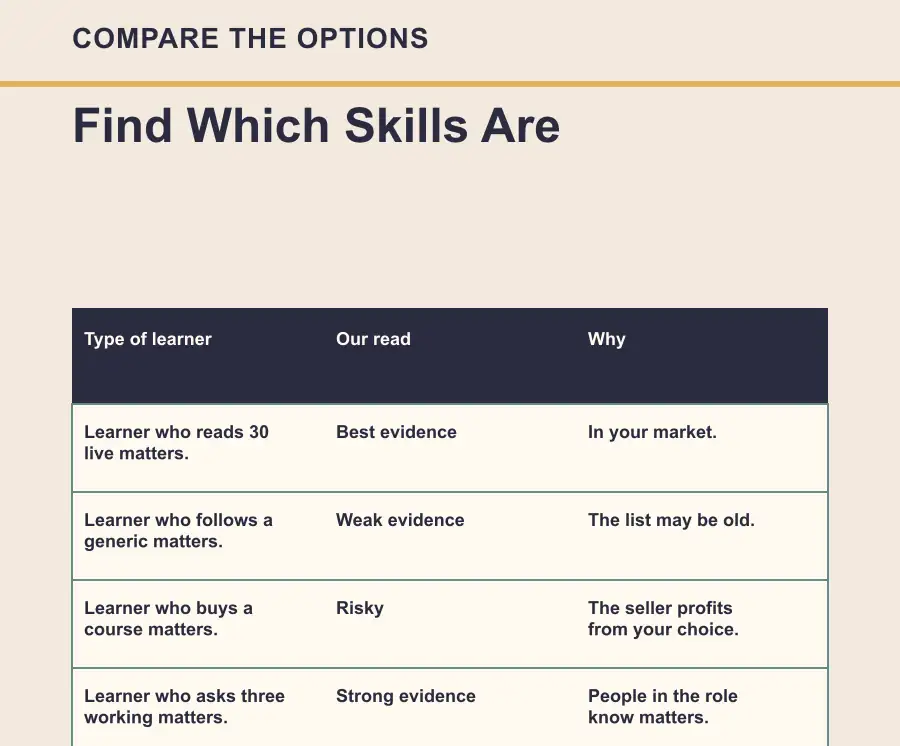 COMPARE THE OPTIONS
Find Which Skills Are
Type of learner Our read Why
Learner who reads 30 Best evidence In your market.
live matters.
Learner who follows a Weak evidence The list may be old.
generic matters.
Learner who buys a Risky The seller profits
course matters. from your choice.
Learner who asks three Strong evidence People in the role
working matters. know matters.